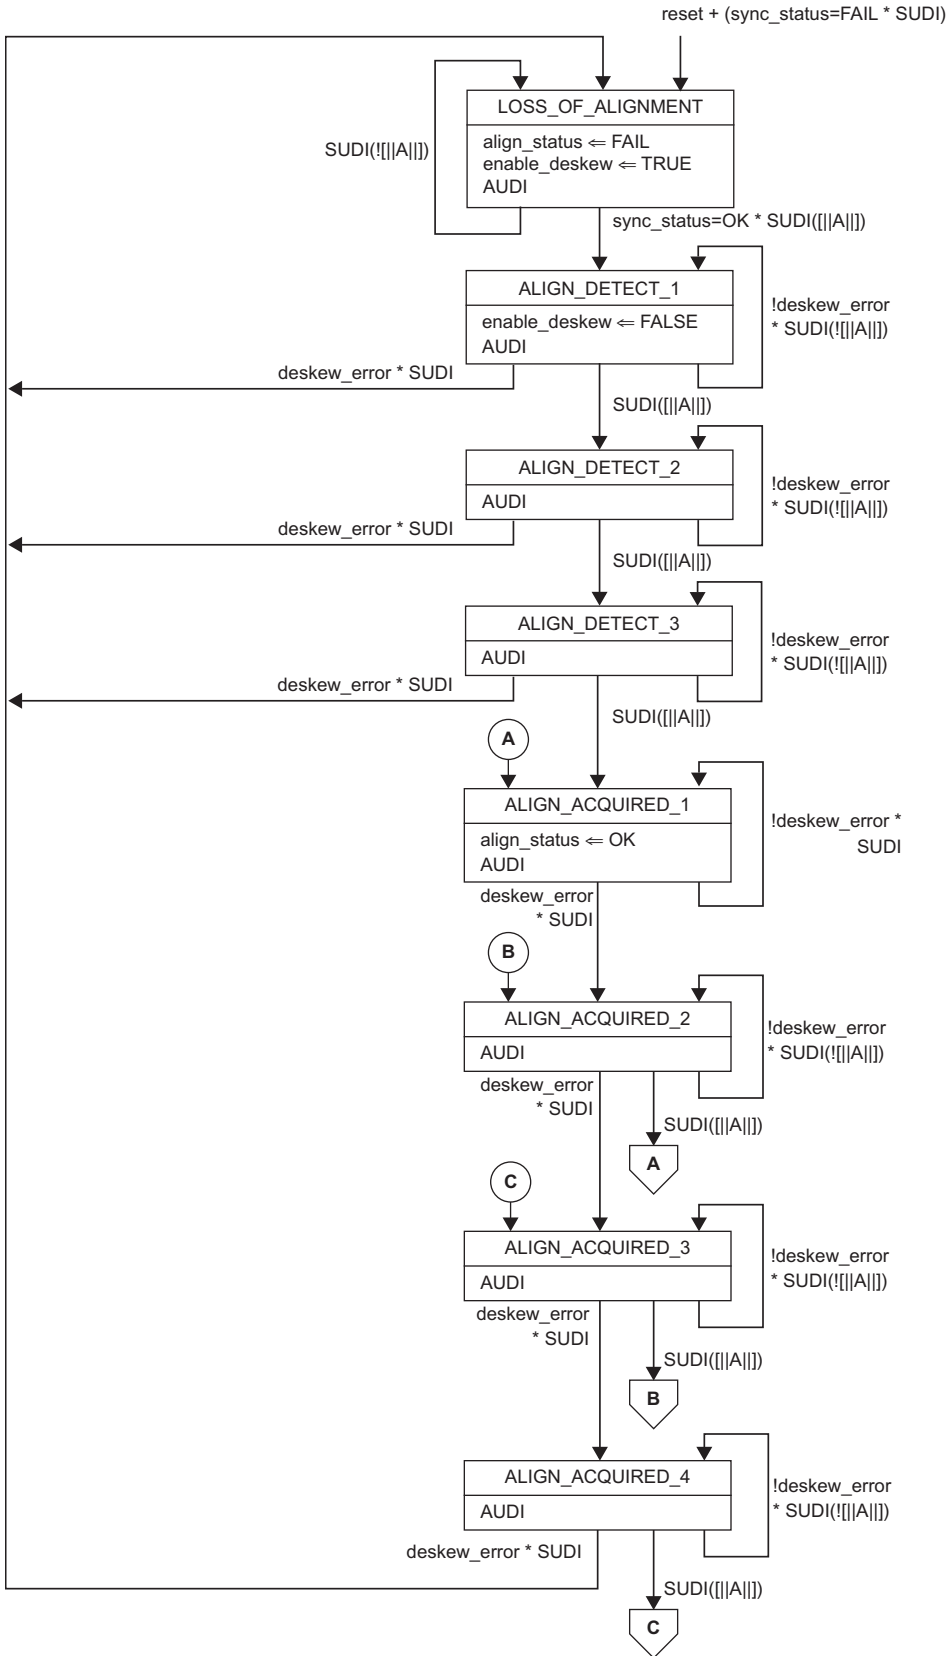 reset + (sync_status=FAIL * SUDI)
LOSS_OF_ALIGNMENT
align_status ⇐ FAIL
enable_deskew ⇐ TRUE
AUDI
SUDI(![||A||])
sync_status=OK * SUDI([||A||])
ALIGN_DETECT_1
enable_deskew ⇐ FALSE
AUDI
!deskew_error
* SUDI(![||A||])
deskew_error * SUDI
SUDI([||A||])
ALIGN_DETECT_2
AUDI
!deskew_error
* SUDI(![||A||])
deskew_error * SUDI
SUDI([||A||])
ALIGN_DETECT_3
AUDI
!deskew_error
* SUDI(![||A||])
deskew_error * SUDI
SUDI([||A||])
A
ALIGN_ACQUIRED_1
align_status ⇐ OK
AUDI
!deskew_error *
SUDI
deskew_error
* SUDI
B
ALIGN_ACQUIRED_2
AUDI
!deskew_error
* SUDI(![||A||])
deskew_error
* SUDI
SUDI([||A||])
A
C
ALIGN_ACQUIRED_3
AUDI
!deskew_error
* SUDI(![||A||])
deskew_error
* SUDI
SUDI([||A||])
B
ALIGN_ACQUIRED_4
AUDI
!deskew_error
* SUDI(![||A||])
deskew_error * SUDI
SUDI([||A||])
C